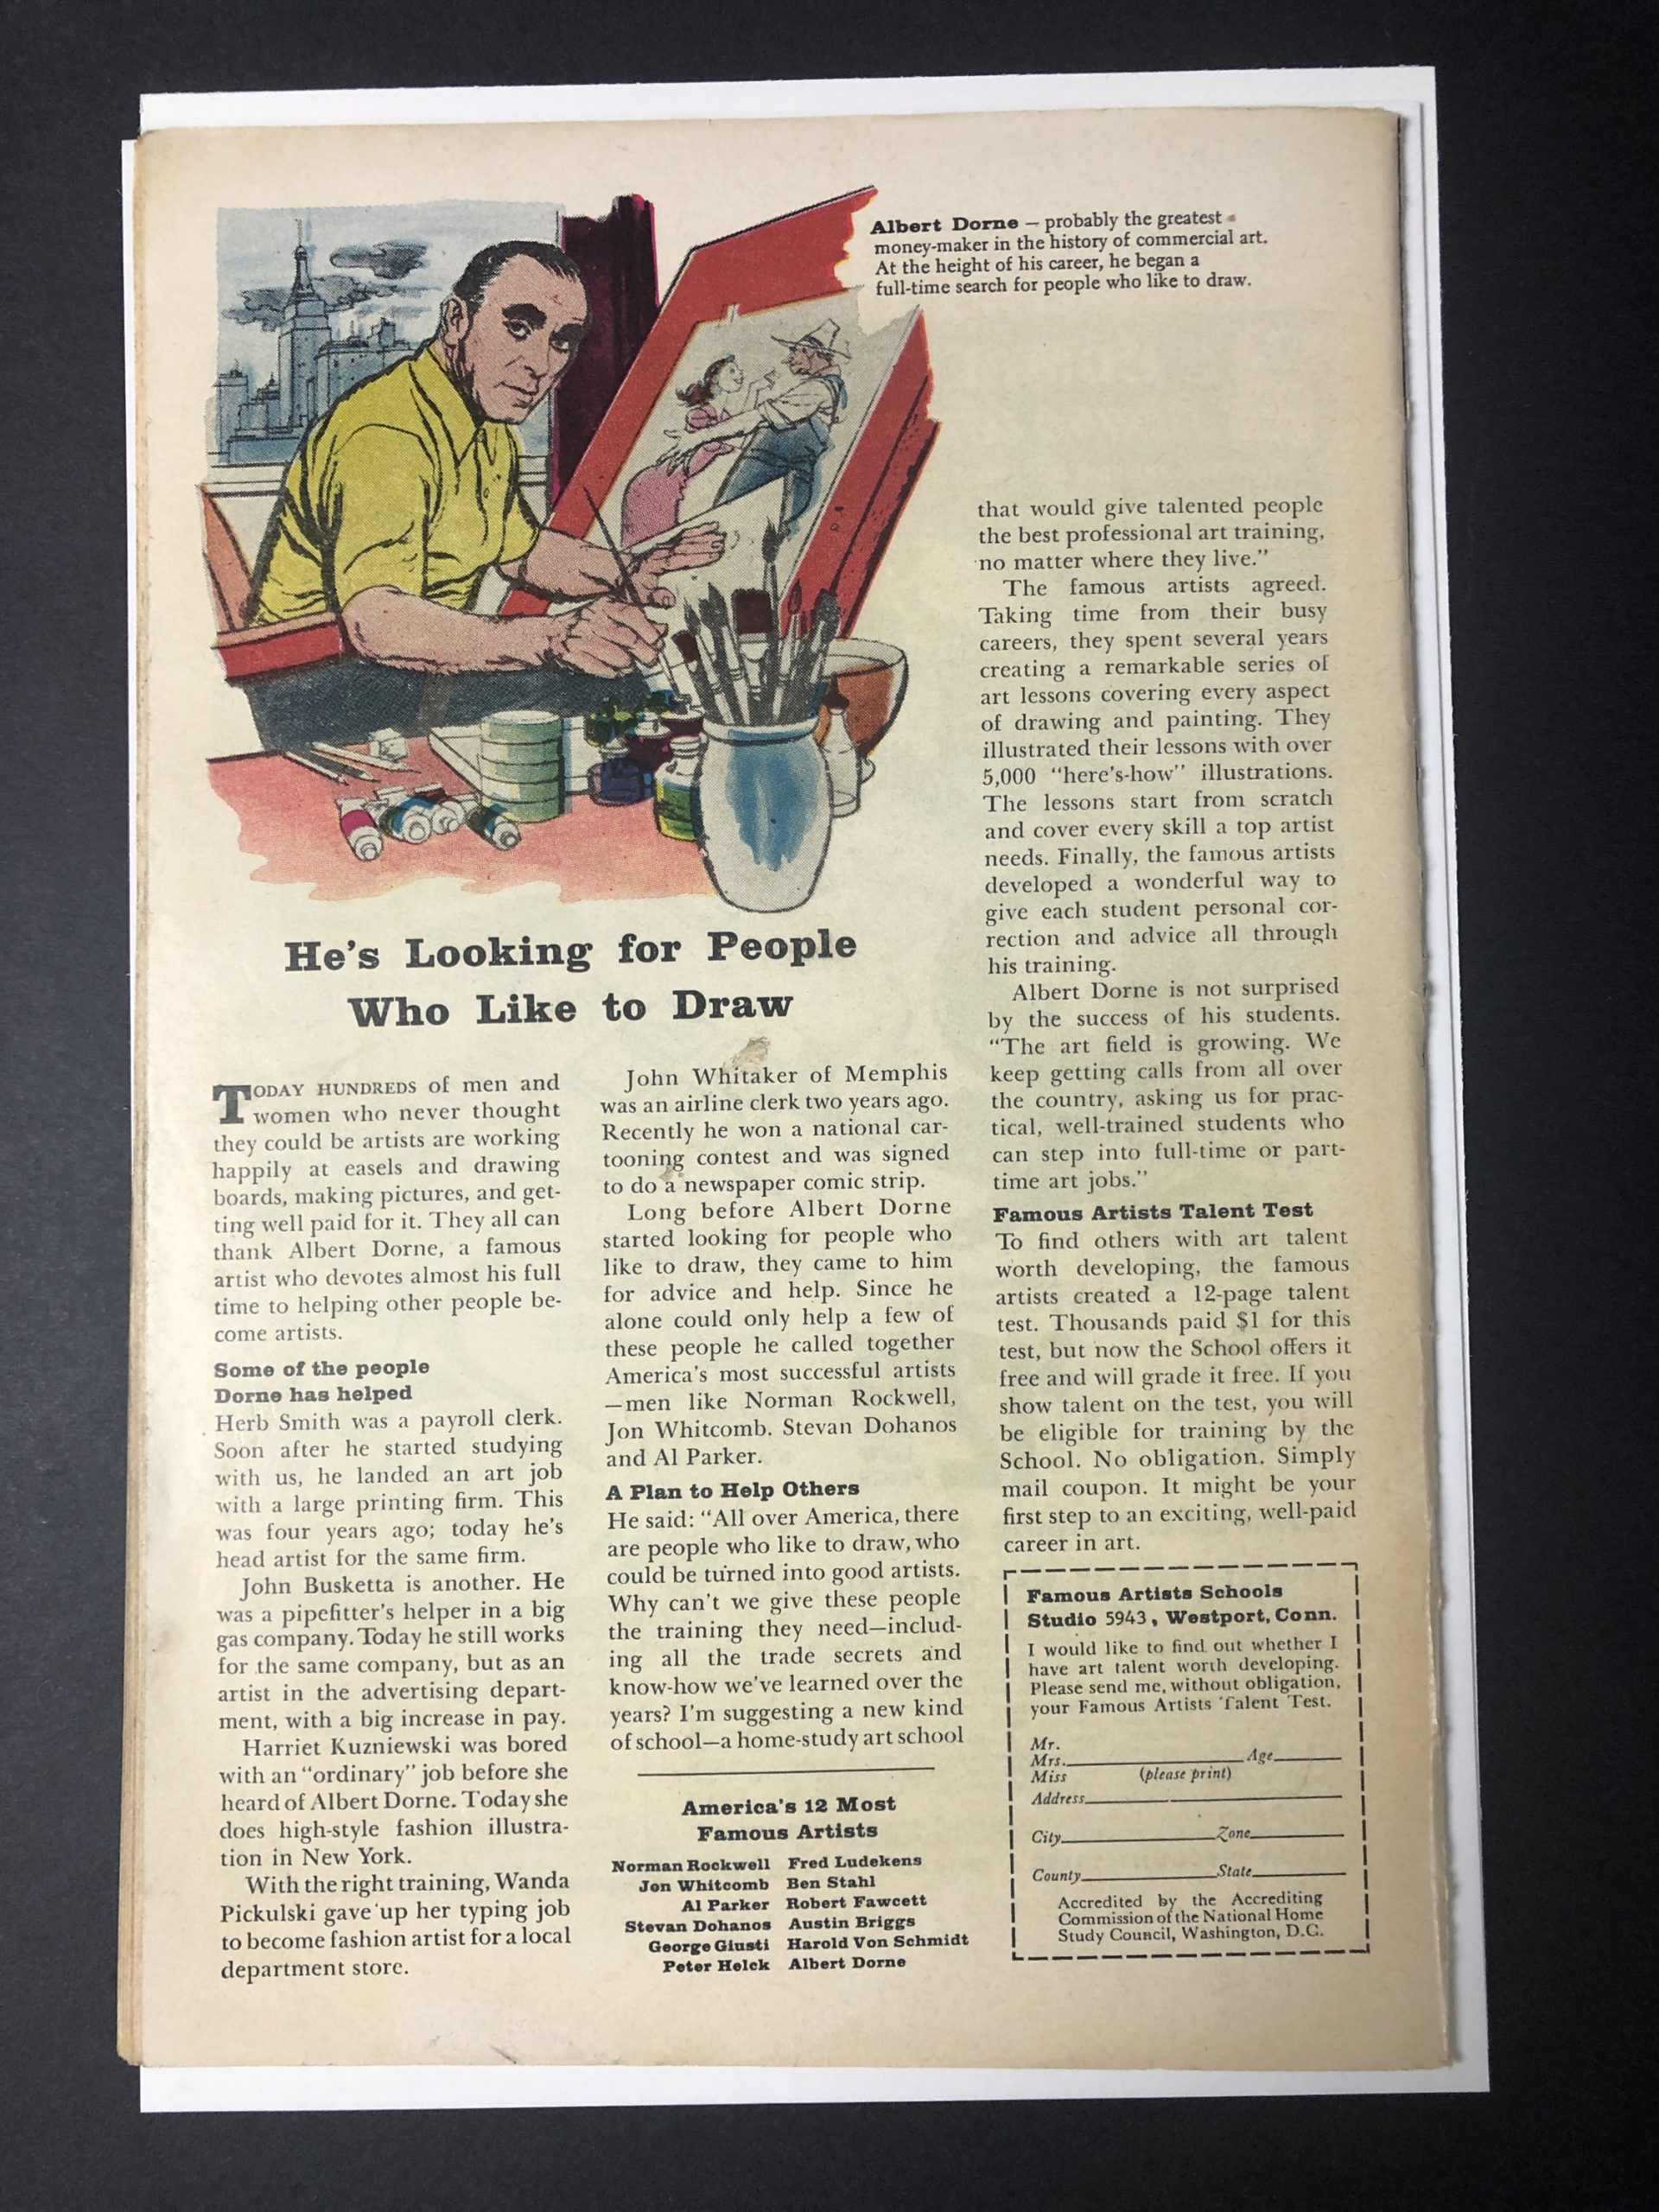 Albert Dorne — probably the greatest
money-maker in the history of commercial art.
At the height of his career, he began a
full-time search for people who like to draw.
He's Looking for People
Who Like to Draw
TODAY HUNDREDS of men and
women who never thought
they could be artists are working
happily at easels and drawing
boards, making pictures, and get-
ting well paid for it. They all can
thank Albert Dorne, a famous
artist who devotes almost his full
time to helping other people be-
come artists.
Some of the people
Dorne has helped
Herb Smith was a payroll clerk.
Soon after he started studying
with us, he landed an art job
with a large printing firm. This
was four years ago; today he's
head artist for the same firm.
John Busketta is another. He
was a pipefitter's helper in a big
gas company. Today he still works
for the same company, but as an
artist in the advertising depart-
ment, with a big increase in pay.
Harriet Kuzniewski was bored
with an "ordinary" job before she
heard of Albert Dorne. Today she
does high-style fashion illustra-
tion in New York.
With the right training, Wanda
Pickulski gave up her typing job
to become fashion artist for a local
department store.
John Whitaker of Memphis
was an airline clerk two years ago.
Recently he won a national car-
tooning contest and was signed
to do a newspaper comic strip.
Long before Albert Dorne
started looking for people who
like to draw, they came to him
for advice and help. Since he
alone could only help a few of
these people he called together
America's most successful artists
—men like Norman Rockwell,
Jon Whitcomb. Stevan Dohanos
and Al Parker.
A Plan to Help Others
He said: "All over America, there
are people who like to draw, who
could be turned into good artists.
Why can't we give these people
the training they need—includ-
ing all the trade secrets and
know-how we've learned over the
years? I'm suggesting a new kind
of school—a home-study art school
America's 12 Most
Famous Artists
Norman Rockwell Fred Ludekens
Jon Whitcomb Ben Stahl
Al Parker Robert Fawcett
Stevan Dohanos Austin Briggs
George Giusti Harold Von Schmidt
Peter Helck Albert Dorne
that would give talented people
the best professional art training,
no matter where they live."
The famous artists agreed.
Taking time from their busy
careers, they spent several years
creating a remarkable series of
art lessons covering every aspect
of drawing and painting. They
illustrated their lessons with over
5,000 "here's-how" illustrations.
The lessons start from scratch
and cover every skill a top artist
needs. Finally, the famous artists
developed a wonderful way to
give each student personal cor-
rection and advice all through
his training.
Albert Dorne is not surprised
by the success of his students.
"The art field is growing. We
keep getting calls from all over
the country, asking us for prac-
tical, well-trained students who
can step into full-time or part-
time art jobs."
Famous Artists Talent Test
To find others with art talent
worth developing, the famous
artists created a 12-page talent
test. Thousands paid $1 for this
test, but now the School offers it
free and will grade it free. If you
show talent on the test, you will
be eligible for training by the
School. No obligation. Simply
mail coupon. It might be your
first step to an exciting, well-paid
career in art.
Famous Artists Schools
Studio 5943, Westport, Conn.
I would like to find out whether I
have art talent worth developing.
Please send me, without obligation,
your Famous Artists Talent Test.
Mr.
Mrs. Age
Miss (please print)
Address
City Zone
County State
Accredited by the Accrediting
Commission of the National Home
Study Council, Washington, D.C.